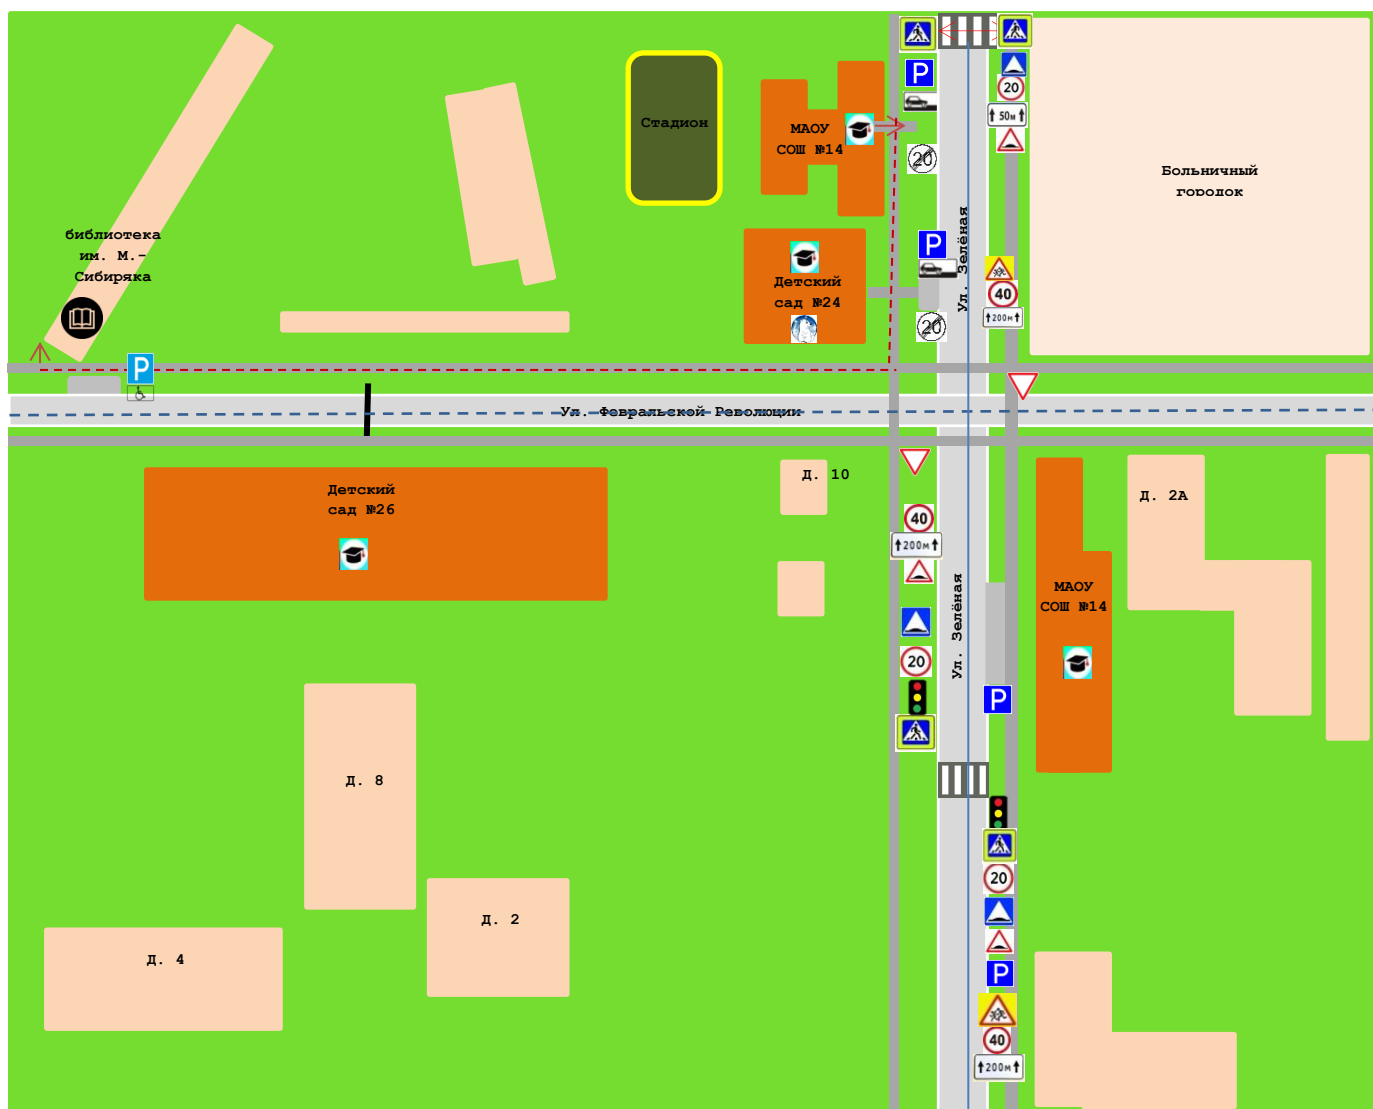 Стадион
МАОУ
СОШ №14
P
20
50м
20
Больничный
городок
библиотека
им. М.-
Сибиряка
Детский
сад №24
P
Ул. Зелёная
40
200м
20
P
Ул. Февральской Революции
Детский
сад №26
Д. 10
Д. 2А
40
200м
МАОУ
СОШ №14
Ул. Зелёная
20
P
Д. 8
20
Д. 2
Д. 4
P
40
200м